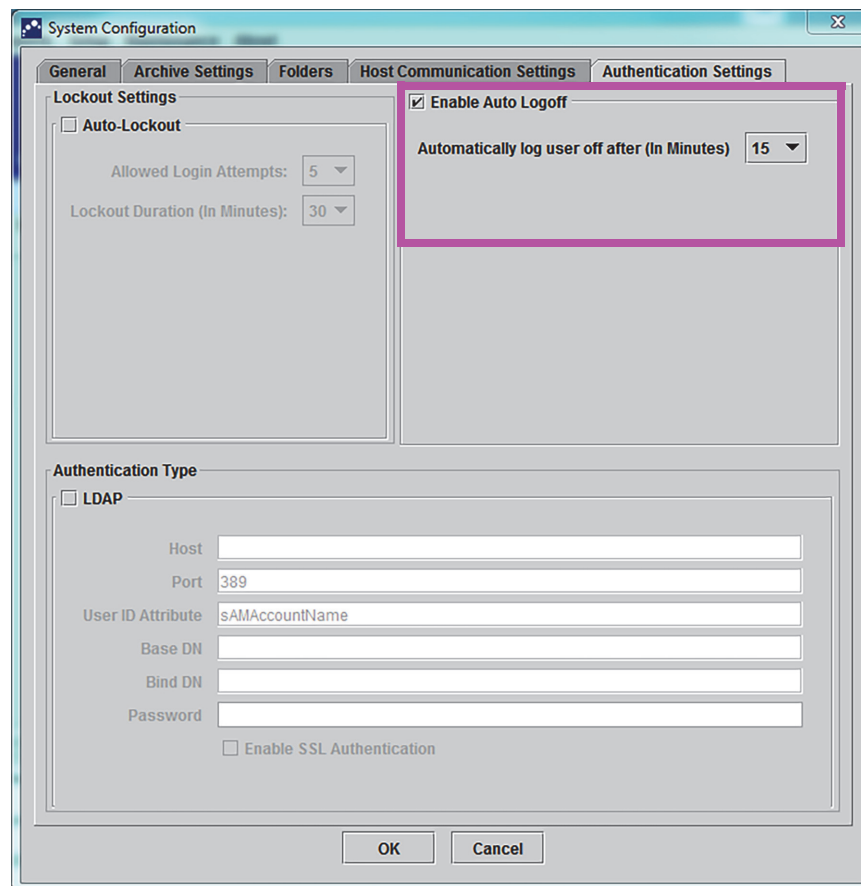 System Configuration
General Archive Settings Folders Host Communication Settings Authentication Settings
Lockout Settings
Auto-Lockout
Allowed Login Attempts: 5
Lockout Duration (In Minutes): 30
Enable Auto Logoff
Automatically log user off after (In Minutes) 15
Authentication Type
LDAP
Host
Port 389
User ID Attribute sAMAccountName
Base DN
Bind DN
Password
Enable SSL Authentication
OK Cancel